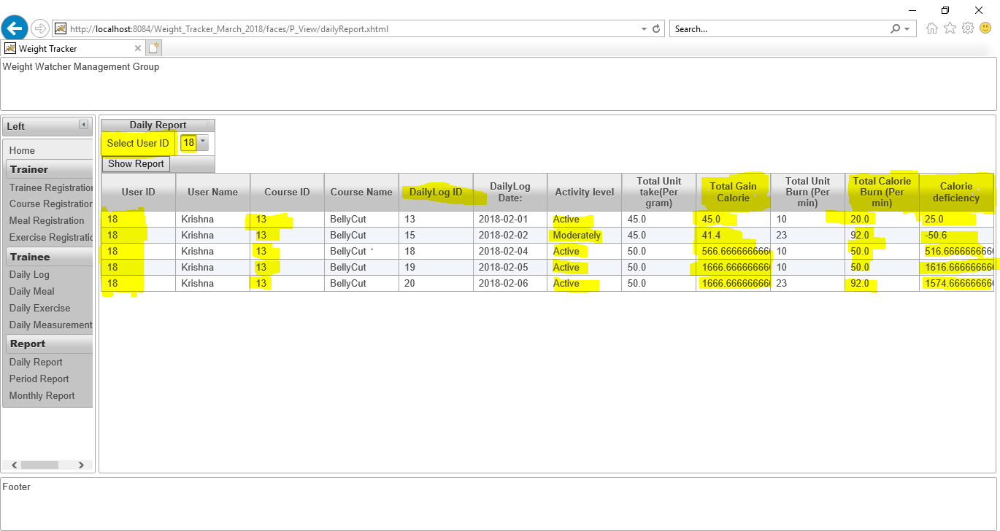 http://localhost:8084/Weight_Tracker_March_2018/faces/P_View/dailyReport.xhtml
Search...
Weight Tracker
Weight Watcher Management Group
Left
Home
Trainer
Trainee Registration
Course Registration
Meal Registration
Exercise Registratic
Trainee
Daily Log
Daily Meal
Daily Exercise
Daily Measurement
Report
Daily Report
Period Report
Monthly Report
Daily Report
Select User ID 18
Show Report
User ID User Name Course ID Course Name DailyLog ID DailyLog Date: Activity level Total Unit take(Per gram) Total Gain Calorie Total Unit Burn (Per min) Total Calorie Burn (Per min) Calorie deficiency
18 Krishna 13 BellyCut 13 2018-02-01 Active 45.0 45.0 10 20.0 25.0
18 Krishna 13 BellyCut 15 2018-02-02 Moderately 45.0 41.4 23 92.0 -50.6
18 Krishna 13 BellyCut 18 2018-02-04 Active 50.0 566.6666666666 10 50.0 516.6666666666
18 Krishna 13 BellyCut 19 2018-02-05 Active 50.0 1666.666666666 10 50.0 1616.666666666
18 Krishna 13 BellyCut 20 2018-02-06 Active 50.0 1666.666666666 23 92.0 1574.666666666
Footer